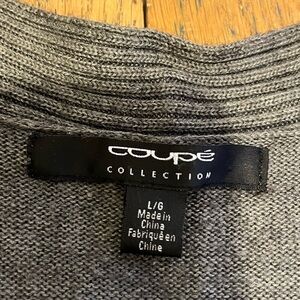 coupé
COLLECTION
L/G
Made in
China
Fabriqué en
Chine